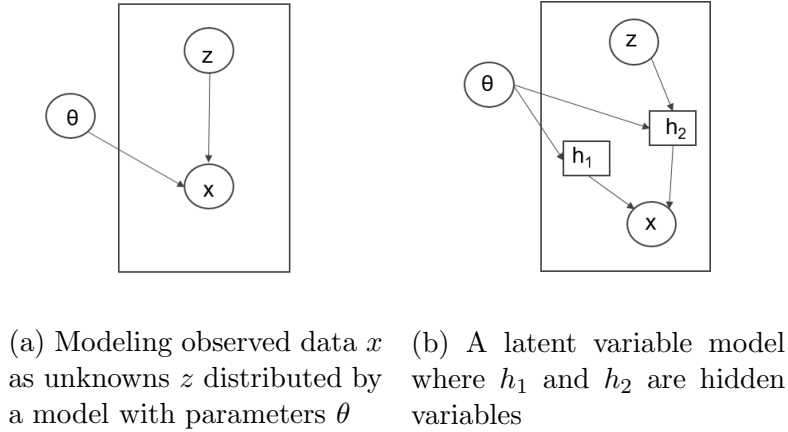 z
θ
x
z
θ
h₂
h₁
x
(a) Modeling observed data x
as unknowns z distributed by
a model with parameters θ
(b) A latent variable model
where h₁ and h₂ are hidden
variables